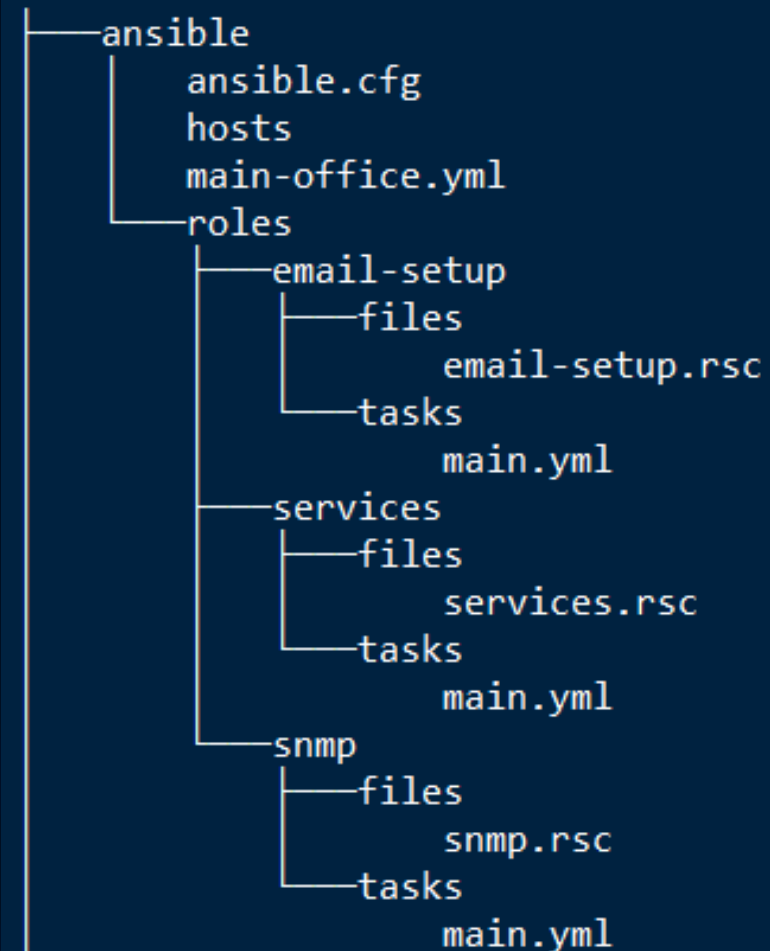 ansible
ansible.cfg
hosts
main-office.yml
roles
email-setup
files
email-setup.rsc
tasks
main.yml
services
files
services.rsc
tasks
main.yml
snmp
files
snmp.rsc
tasks
main.yml